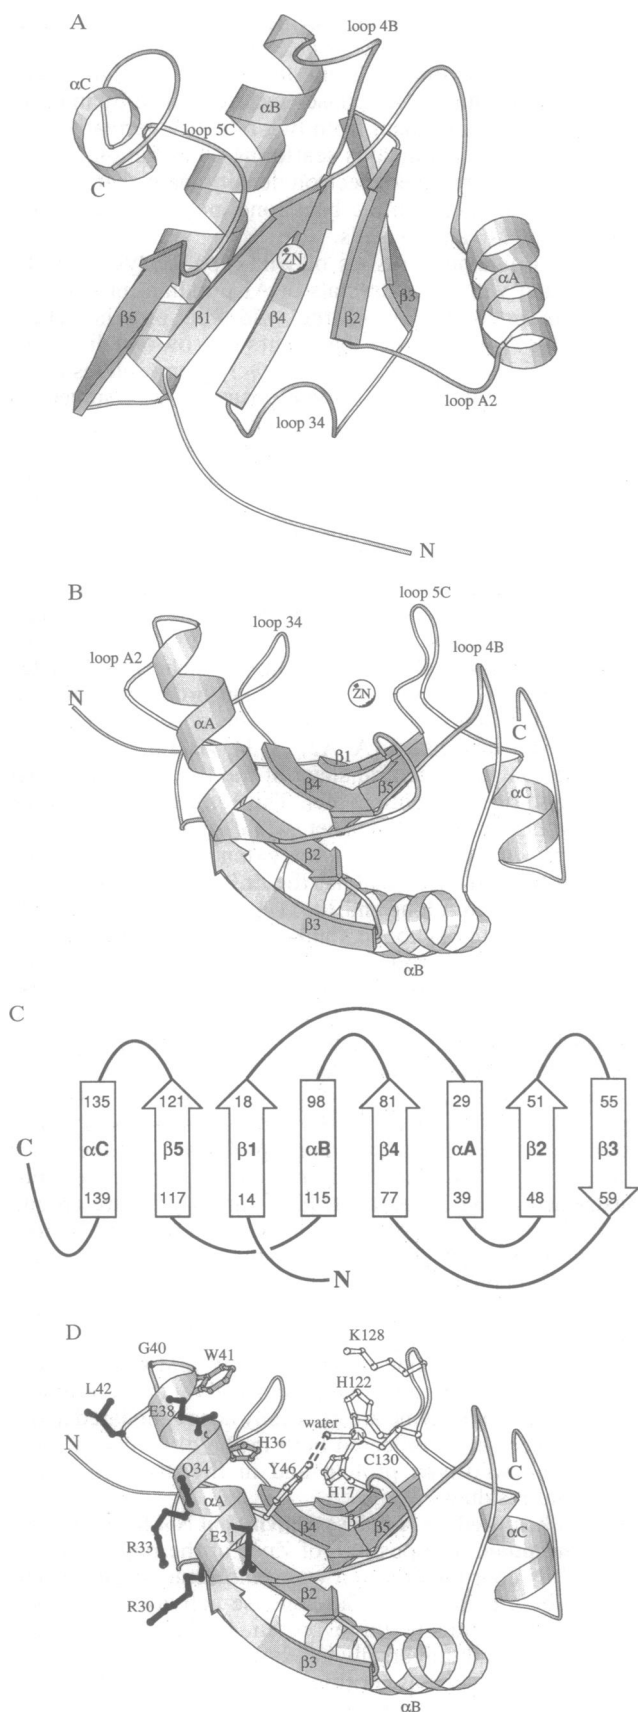 A
loop 4B
αC
αB
loop 5C
C
ZN
αA
β5
β1
β4
β2
β3
loop A2
loop 34
N
B
loop 5C
loop 34
loop 4B
loop A2
N
ZN
C
αA
β1
β4
β5
αC
β2
β3
αB
C
135 121 18 98 81 29 51 55
C αC β5 β1 αB β4 αA β2 β3
139 117 14 115 77 39 48 59
N
D
K128
G40 W41
L42
H122
E38
water
N
H36
ZN
C130
C
Q34
Y46
H17
αA
β1
β4
β5
αC
R33
E31
β2
R30
β3
αB